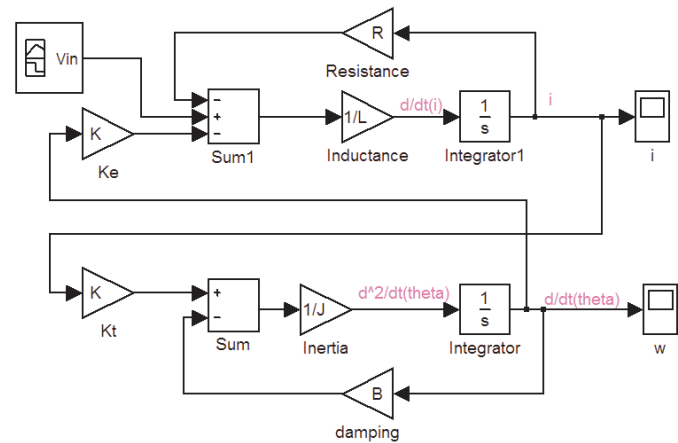 R
Resistance
Vin
−
+
−
Sum1
K
Ke
1/L
Inductance
d/dt(i)
1
s
Integrator1
i
i
K
Kt
+
−
Sum
1/J
Inertia
d^2/dt(theta)
1
s
Integrator
d/dt(theta)
w
B
damping